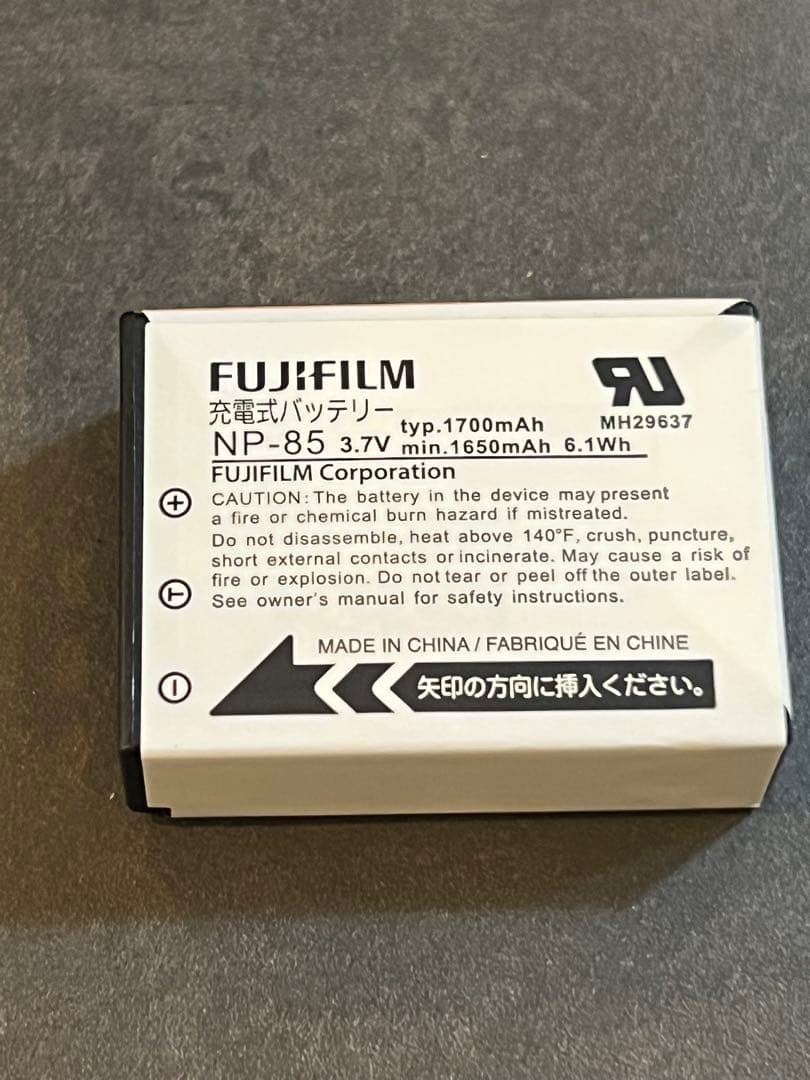 FUJIFILM
充電式バッテリー
NP-85 3.7V typ.1700mAh
min.1650mAh 6.1Wh
MH29637
FUJIFILM Corporation
CAUTION: The battery in the device may present
a fire or chemical burn hazard if mistreated.
Do not disassemble, heat above 140°F, crush, puncture,
short external contacts or incinerate. May cause a risk of
fire or explosion. Do not tear or peel off the outer label.
See owner's manual for safety instructions.
+
T
-
MADE IN CHINA / FABRIQUÉ EN CHINE
矢印の方向に挿入ください。